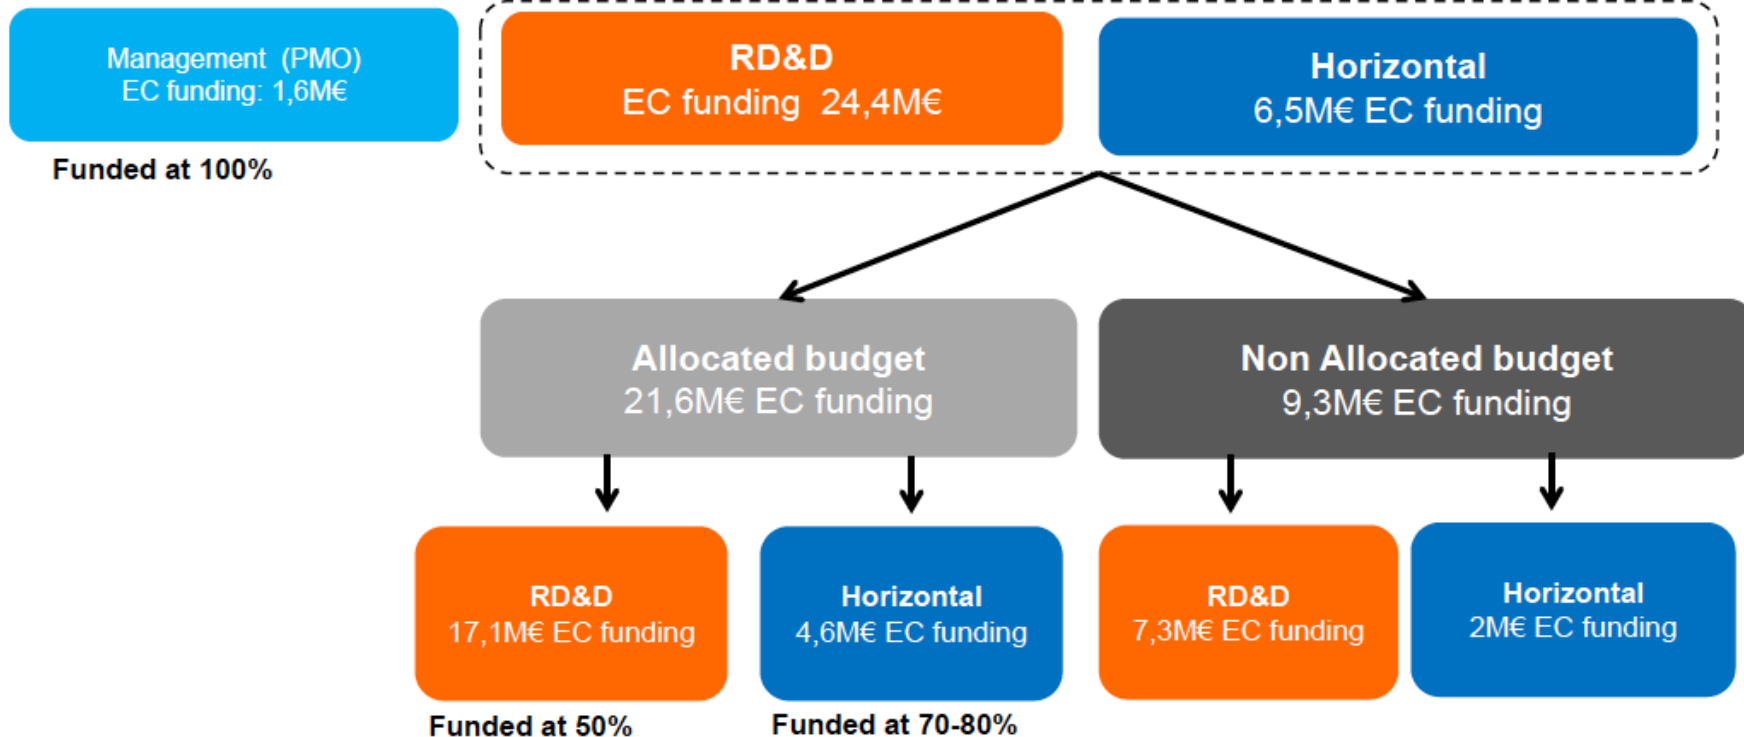 Management (PMO)
EC funding: 1,6M€
Funded at 100%
RD&D
EC funding 24,4M€
Horizontal
6,5M€ EC funding
Allocated budget
21,6M€ EC funding
Non Allocated budget
9,3M€ EC funding
RD&D
17,1M€ EC funding
Funded at 50%
Horizontal
4,6M€ EC funding
Funded at 70-80%
RD&D
7,3M€ EC funding
Horizontal
2M€ EC funding